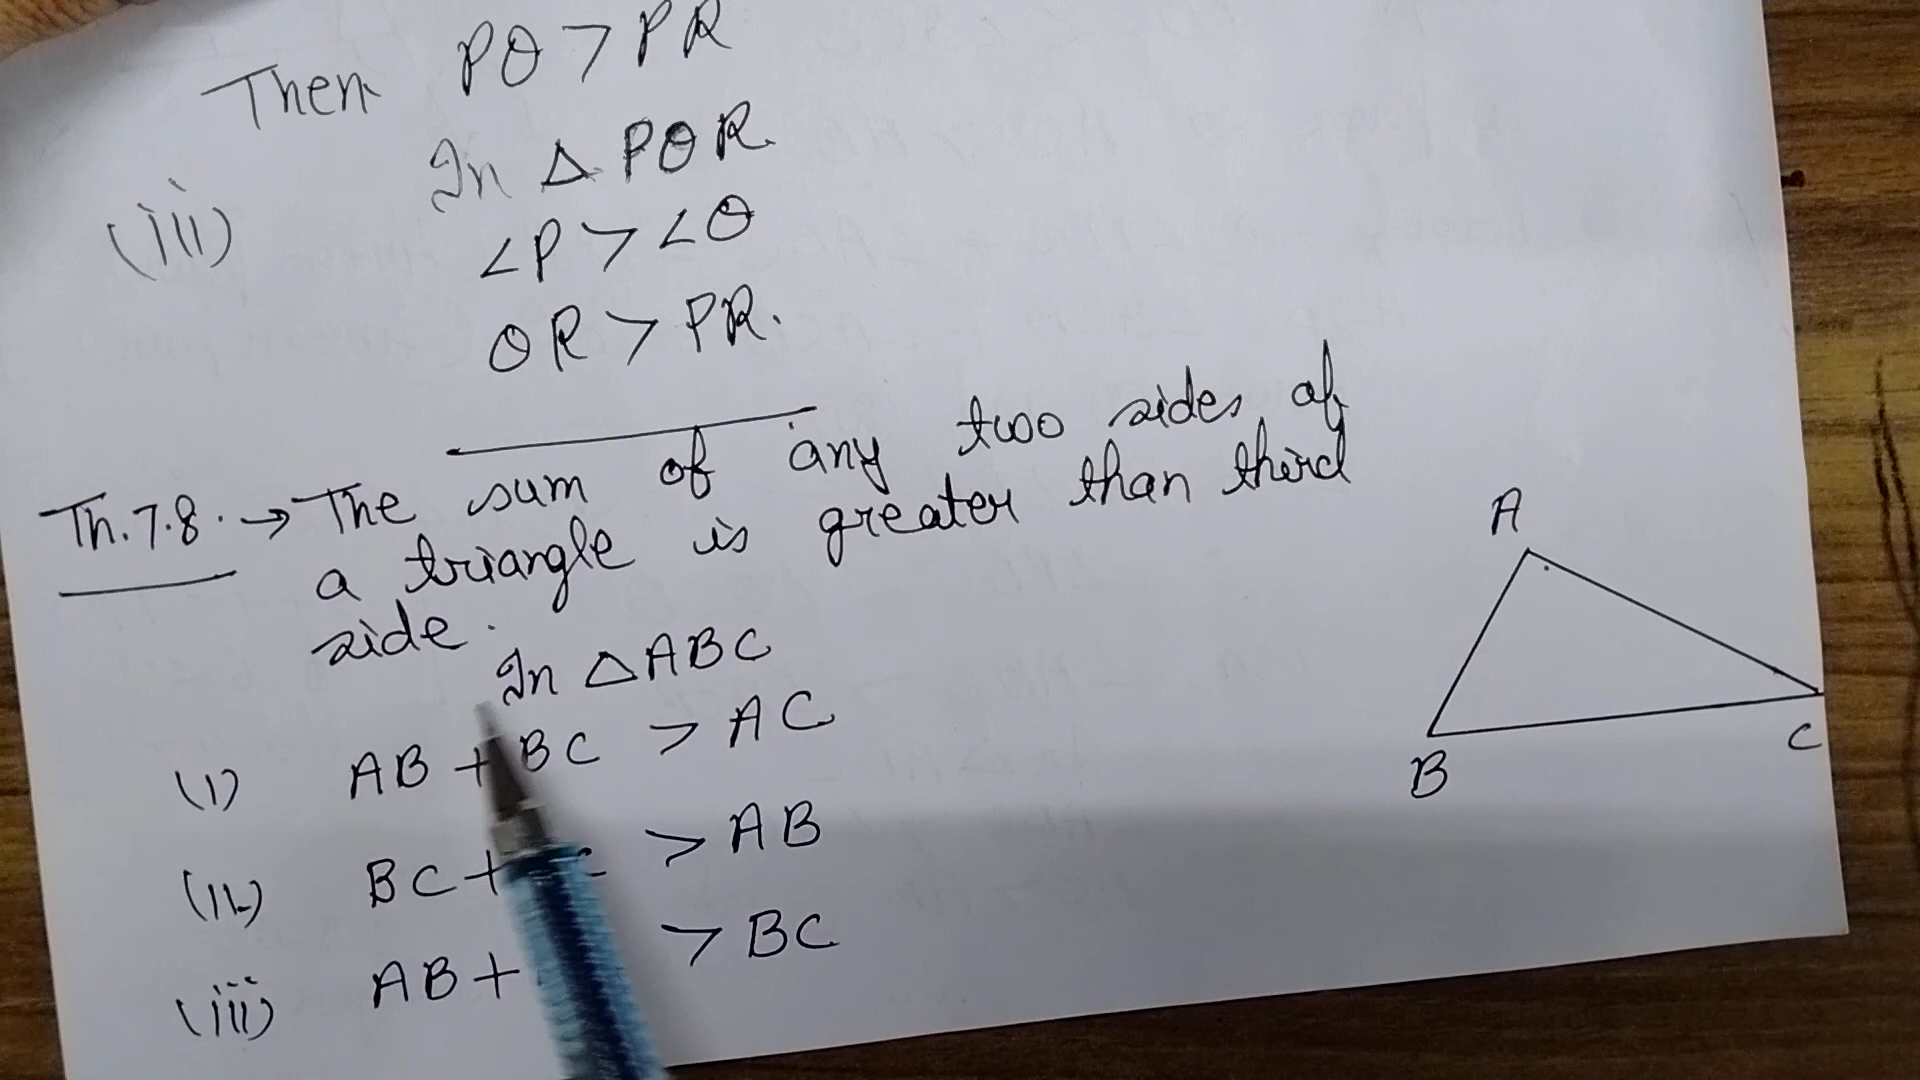 Then PQ > PR
In △ PQR
(iii)
∠P > ∠Q
QR > PR.
Th. 7.8. → The sum of any two sides of
a triangle is greater than third
side.
In △ABC
(i) AB + BC > AC
(ii) BC + > AB
(iii) AB + > BC
A
B
C